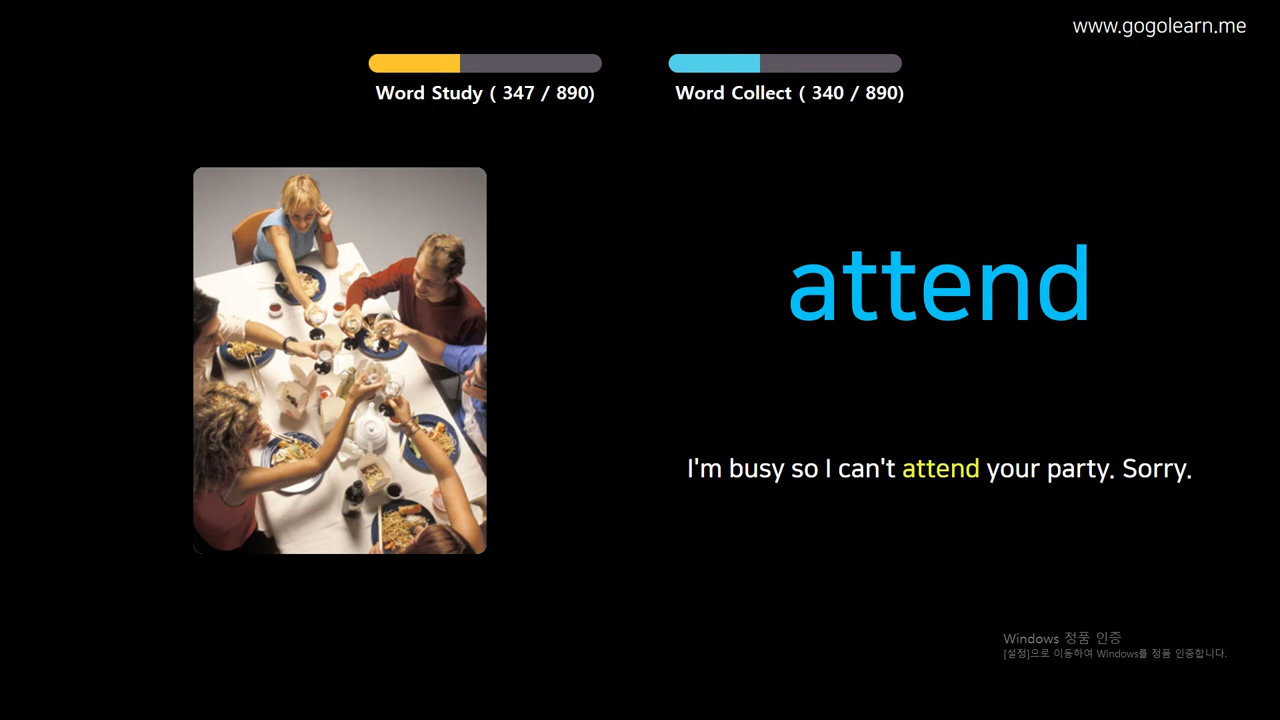 www.gogolearn.me
Word Study ( 347 / 890)
Word Collect ( 340 / 890)
attend
I'm busy so I can't attend your party. Sorry.
Windows 정품 인증
[설정]으로 이동하여 Windows를 정품 인증합니다.